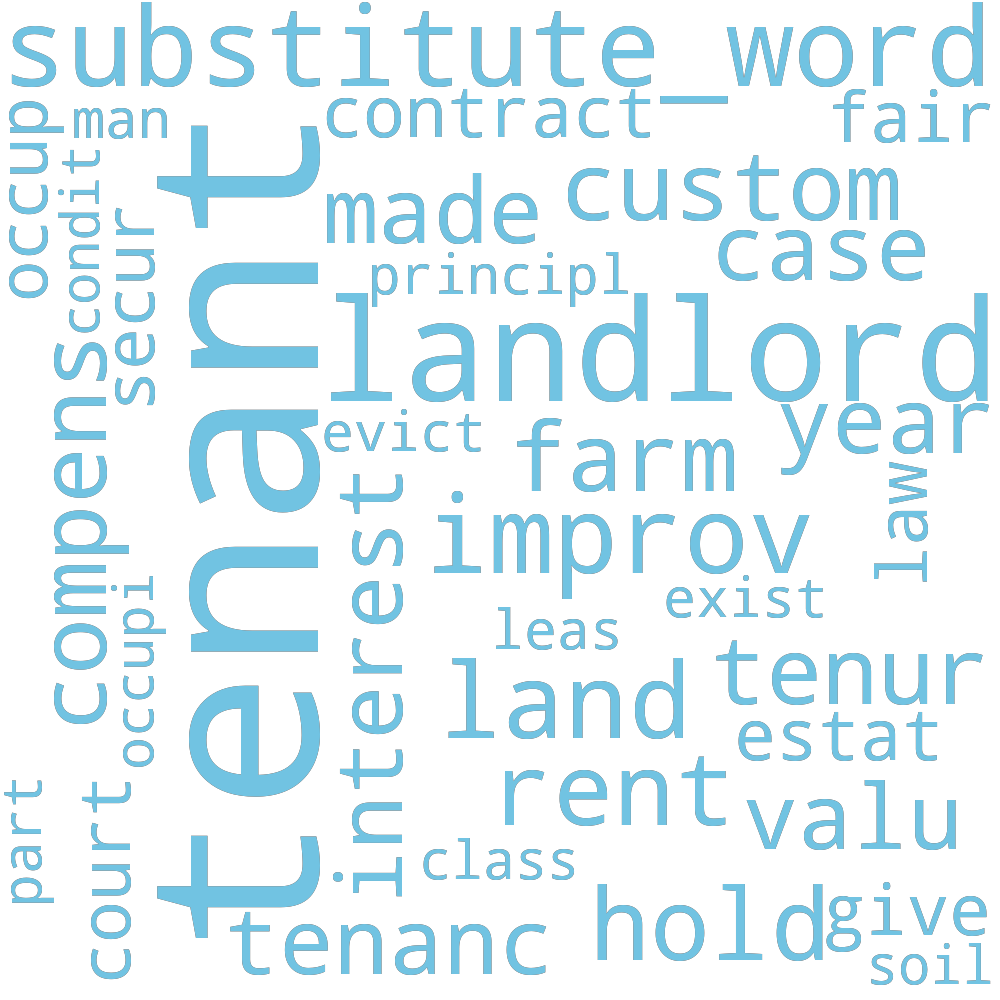 substitute_word
occup
man
contract
fair
condit
secur
tenant
made
custom
case
principl
landlord
compens
evict
farm
year
law
interest
improv
occupi
exist
leas
land
tenur
estat
rent
valu
part
court
class
tenanc
hold
give
soil